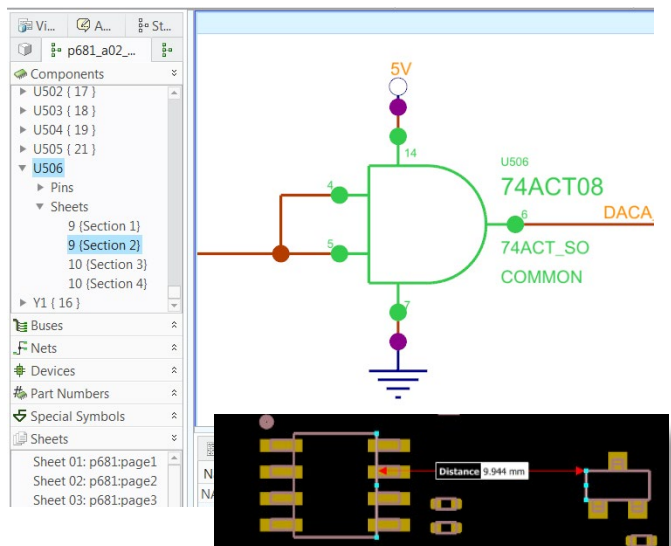 Vi... A... St...
p681_a02_...
Components
U502 { 17 }
U503 { 18 }
U504 { 19 }
U505 { 21 }
U506
Pins
Sheets
9 {Section 1}
9 {Section 2}
10 {Section 3}
10 {Section 4}
Y1 { 16 }
Buses
Nets
Devices
Part Numbers
Special Symbols
Sheets
Sheet 01: p681:page1
Sheet 02: p681:page2
Sheet 03: p681:page3
5V
14
U506
74ACT08
4
6
DACA_
5
74ACT_SO
COMMON
7
N
NA
Distance 9.944 mm